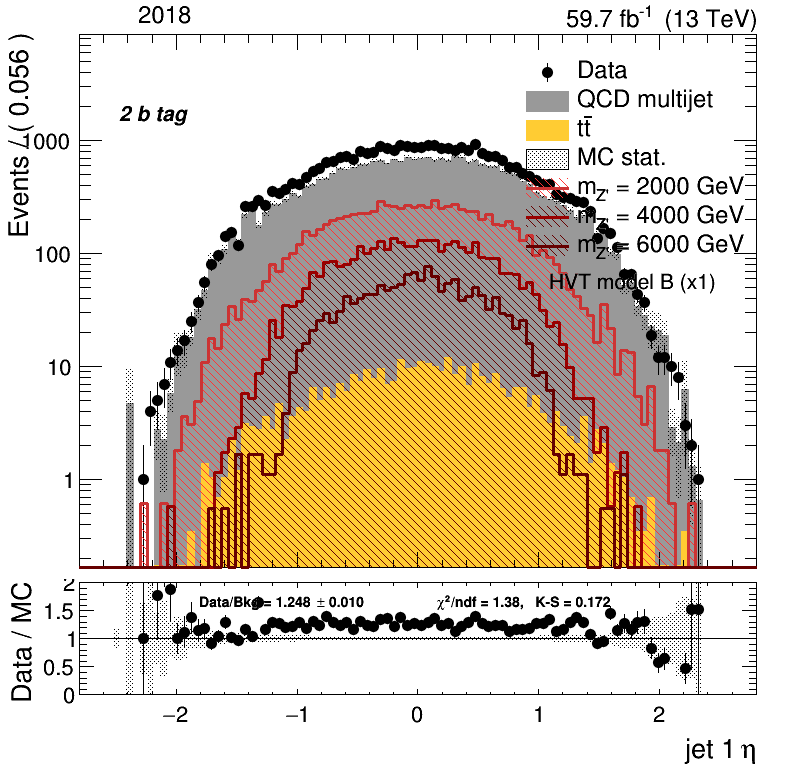 2018 59.7 fb⁻¹ (13 TeV)
Events / ( 0.056 )
2 b tag
Data
QCD multijet
tt̄
MC stat.
m_Z' = 2000 GeV
m_Z' = 4000 GeV
m_Z' = 6000 GeV
HVT model B (x1)
1000
100
10
1
Data / MC
2
1.5
1
0.5
0
Data/Bkg = 1.248 ± 0.010 χ²/ndf = 1.38, K-S = 0.172
−2 −1 0 1 2
jet 1 η